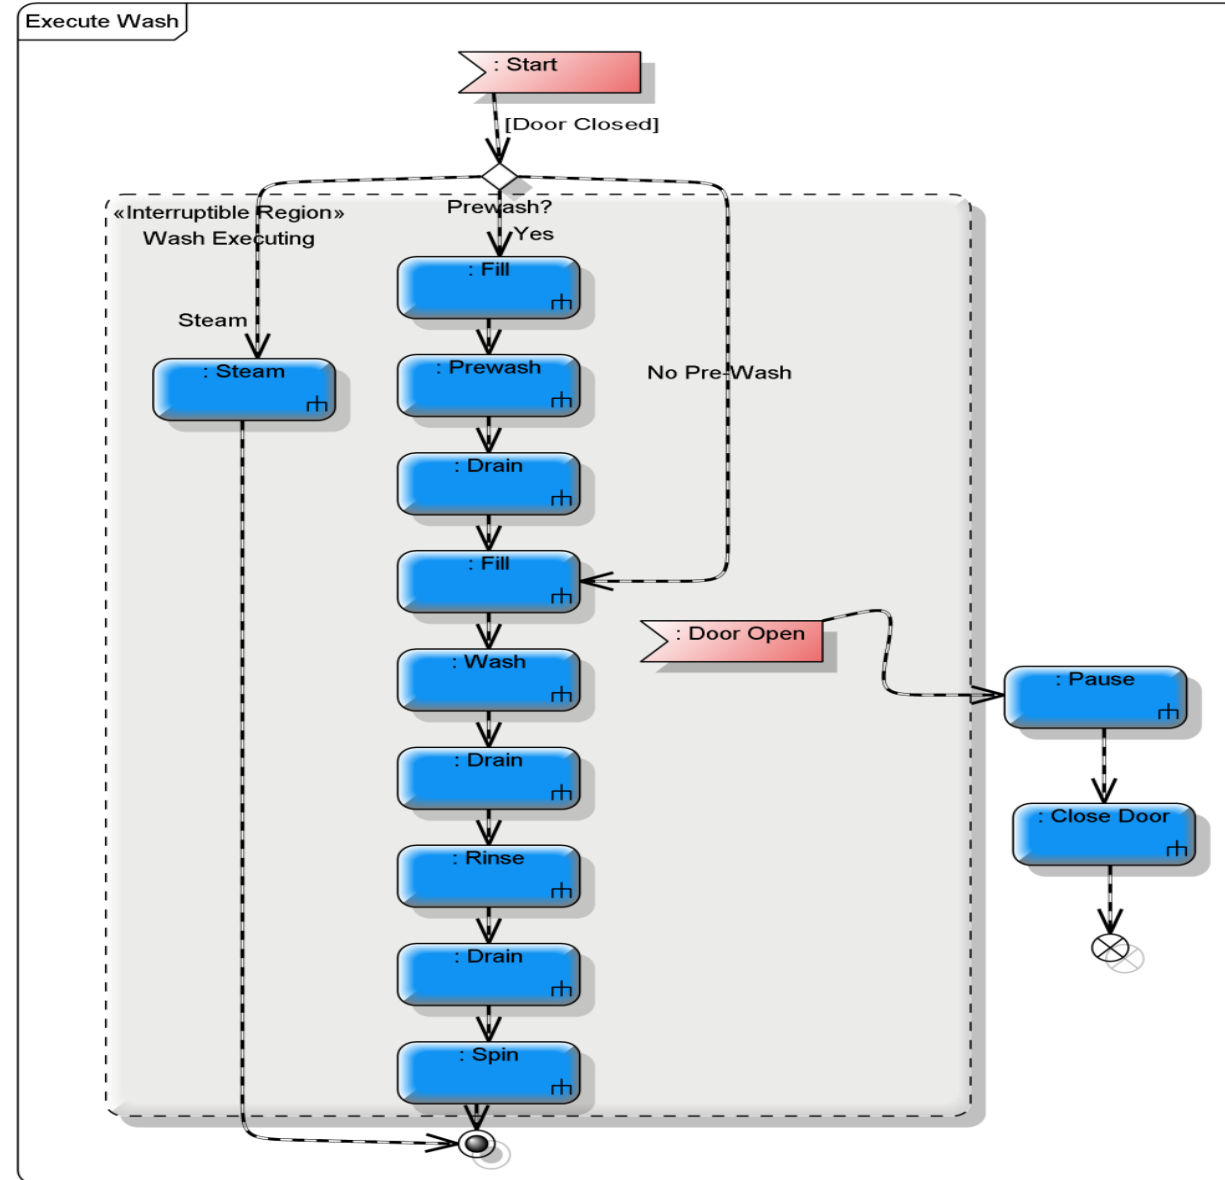 Execute Wash
: Start
[Door Closed]
«Interruptible Region»
Wash Executing
Prewash?
Yes
: Fill
Steam
: Steam
: Prewash
No Pre-Wash
: Drain
: Fill
: Door Open
: Wash
: Pause
: Drain
: Close Door
: Rinse
: Drain
: Spin